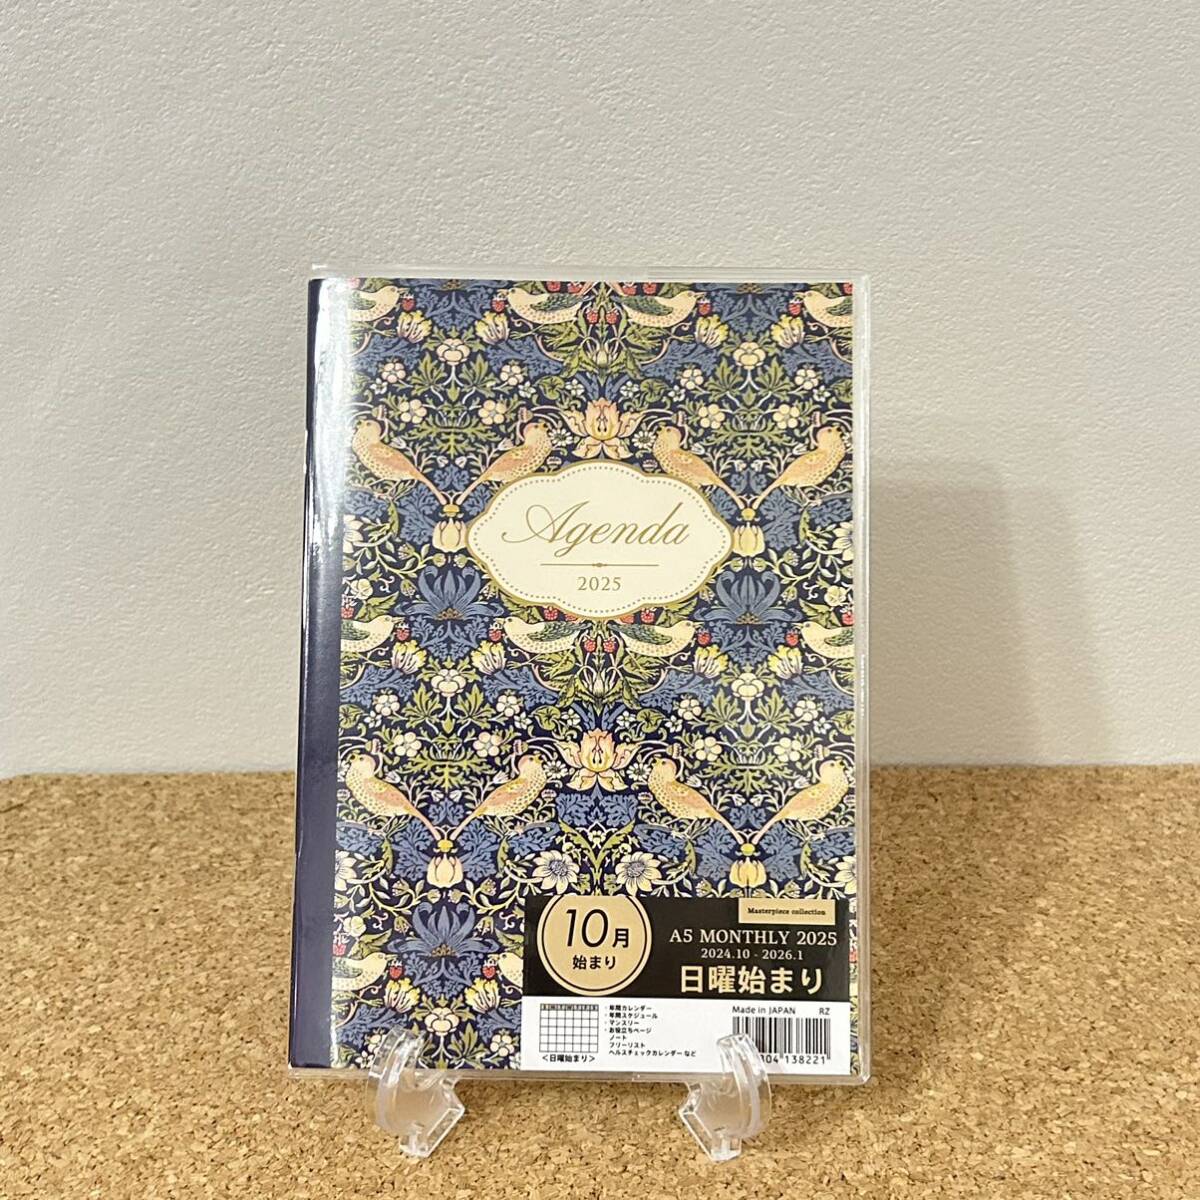 Agenda
2025
10月
始まり
Masterpiece collection
A5 MONTHLY 2025
2024.10 - 2026.1
日曜始まり
・年間カレンダー
・年間スケジュール
・マンスリー
・お役立ちページ
ノート
フリーリスト
ヘルスチェックカレンダー など
<日曜始まり>
Made in JAPAN RZ
138221